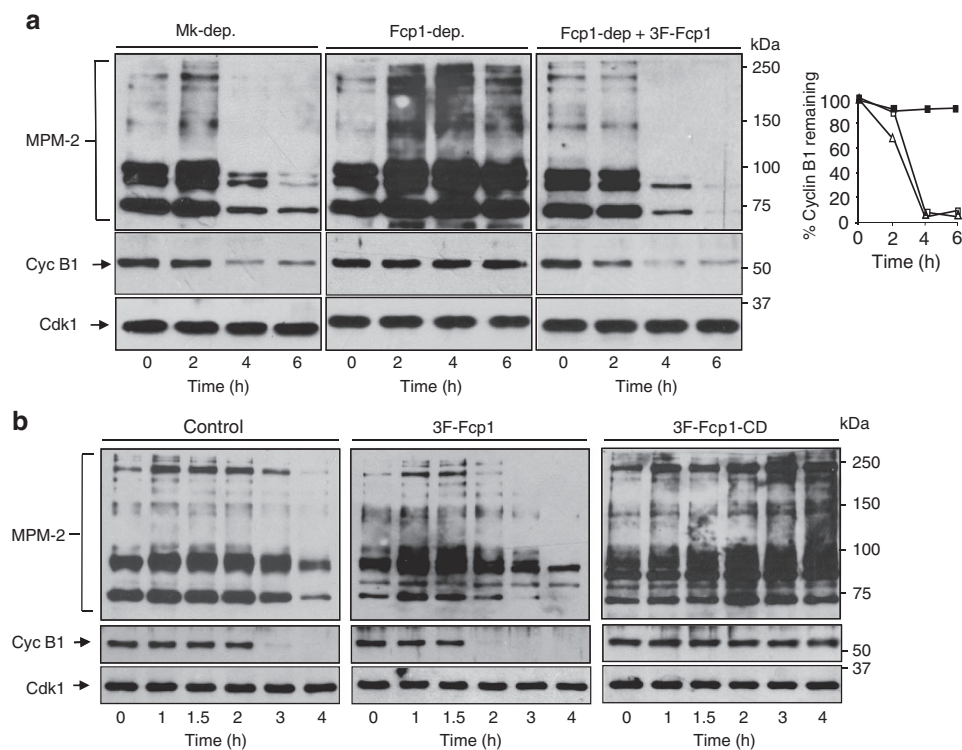 a
Mk-dep.
Fcp1-dep.
Fcp1-dep + 3F-Fcp1
kDa
MPM-2
250
150
100
75
Cyc B1
50
37
Cdk1
0 2 4 6
0 2 4 6
0 2 4 6
Time (h)
Time (h)
Time (h)
% Cyclin B1 remaining
100
80
60
40
20
0
0 2 4 6
Time (h)
b
Control
3F-Fcp1
3F-Fcp1-CD
kDa
MPM-2
250
150
100
75
Cyc B1
50
37
Cdk1
0 1 1.5 2 3 4
0 1 1.5 2 3 4
0 1 1.5 2 3 4
Time (h)
Time (h)
Time (h)